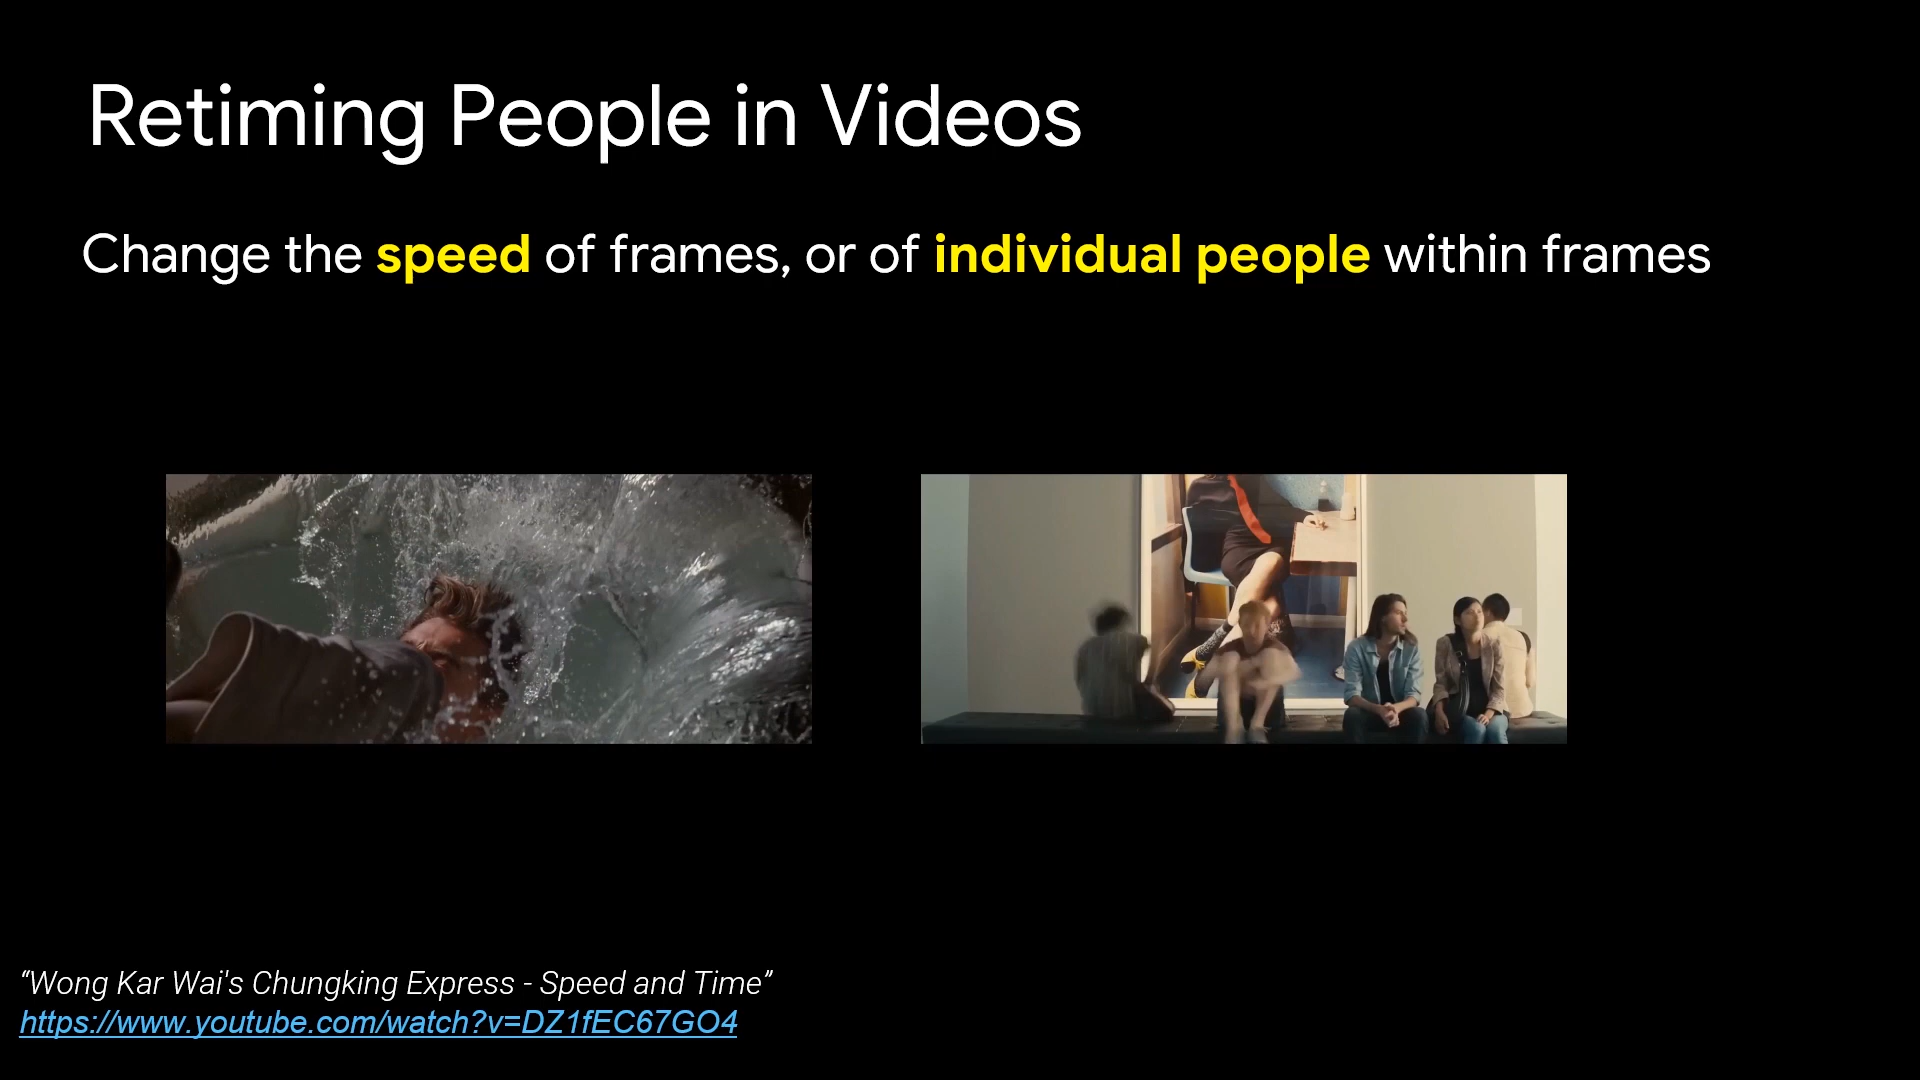 Retiming People in Videos
Change the speed of frames, or of individual people within frames
“Wong Kar Wai's Chungking Express - Speed and Time”
https://www.youtube.com/watch?v=DZ1fEC67GO4